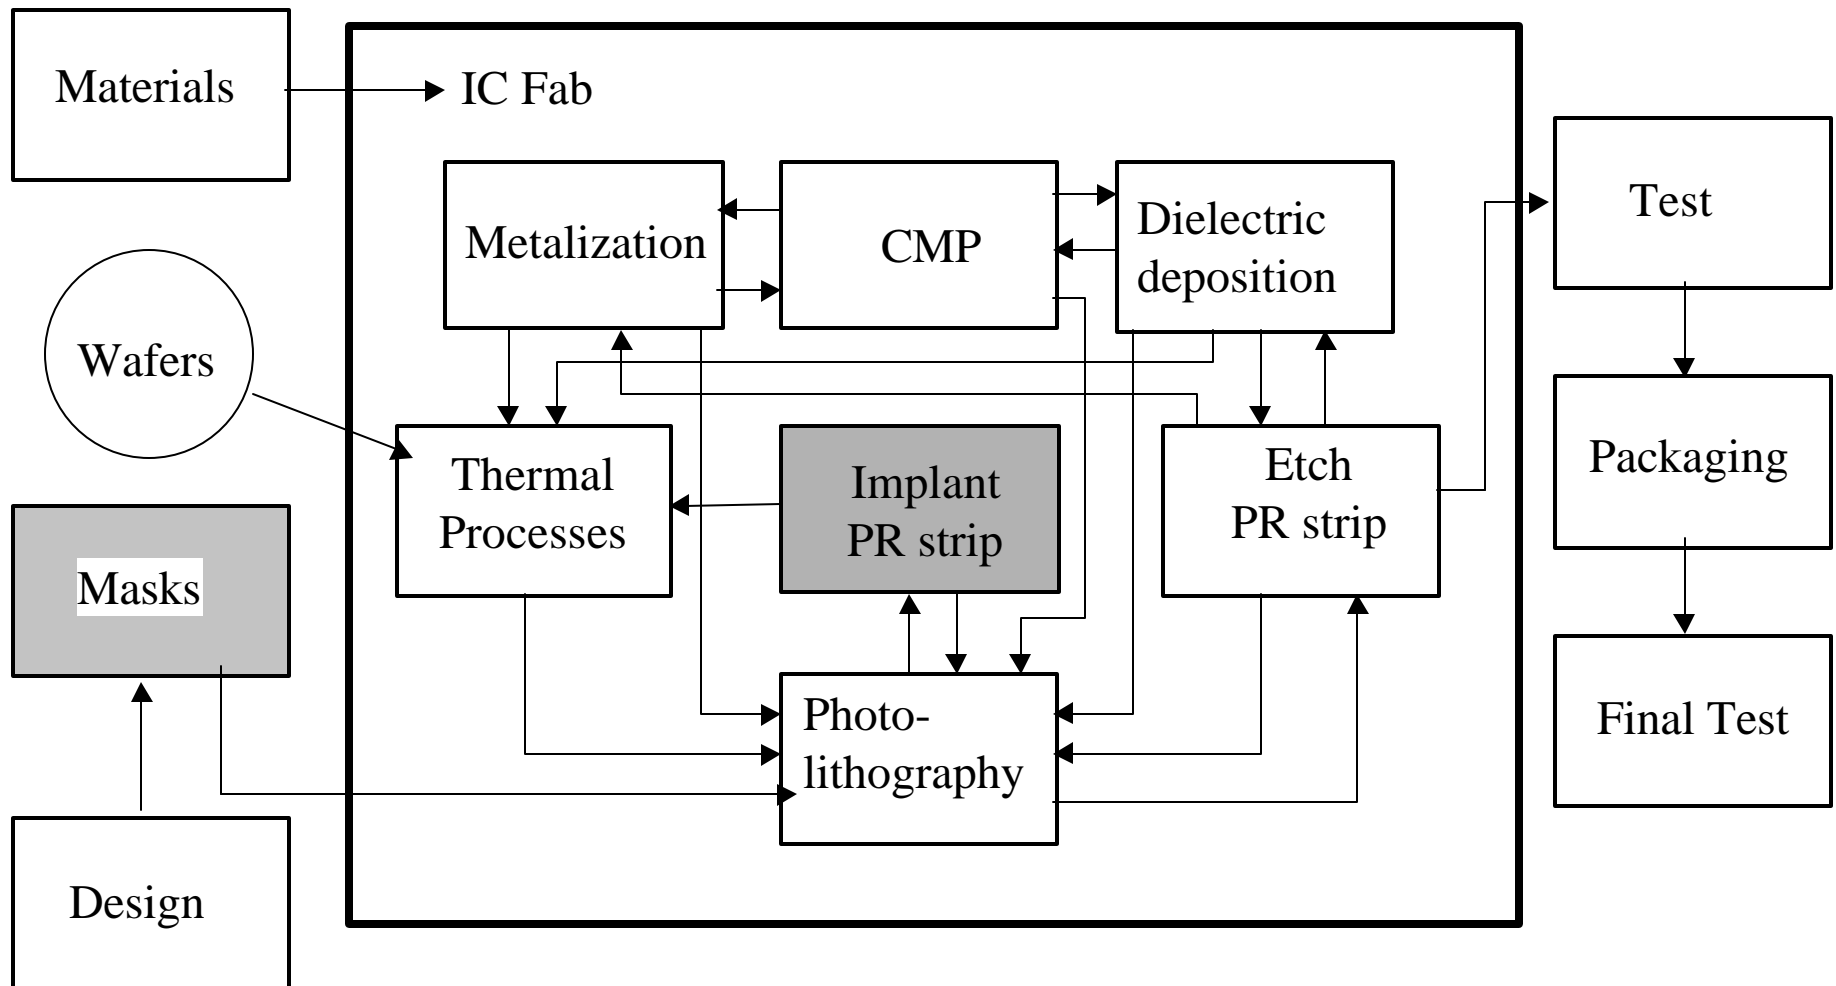 Materials
IC Fab
Metalization
CMP
Dielectric
deposition
Test
Wafers
Thermal
Processes
Implant
PR strip
Etch
PR strip
Packaging
Masks
Photo-
lithography
Final Test
Design